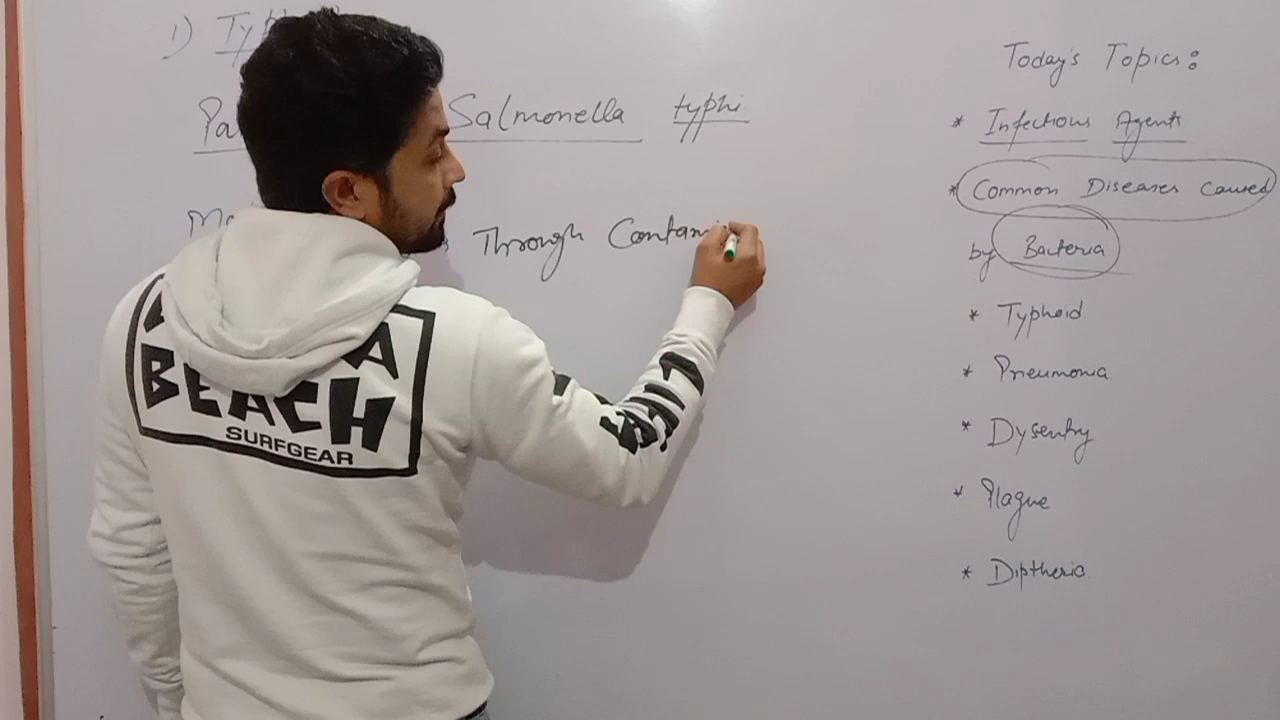 1) Ty
Pa Salmonella typhi
Through Contam
Today's Topics:
* Infectious Agents
* Common Diseases Caused
by Bacteria
* Typhoid
* Pneumonia
* Dysentry
* Plague
* Diptheria
BEACH
SURFGEAR